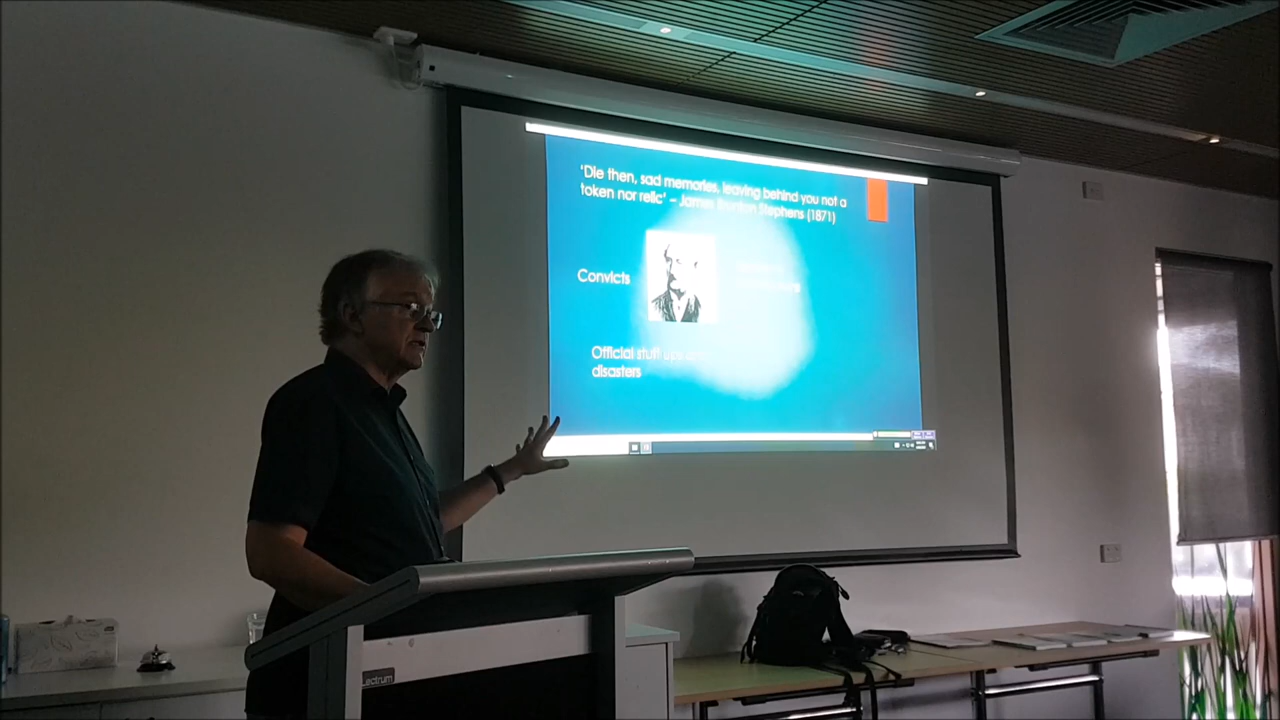 'Die then, sad memories, leaving behind you not a
token nor relic' – James Brunton Stephens (1871)
Convicts
Official stuff ups and
disasters
Lectrum